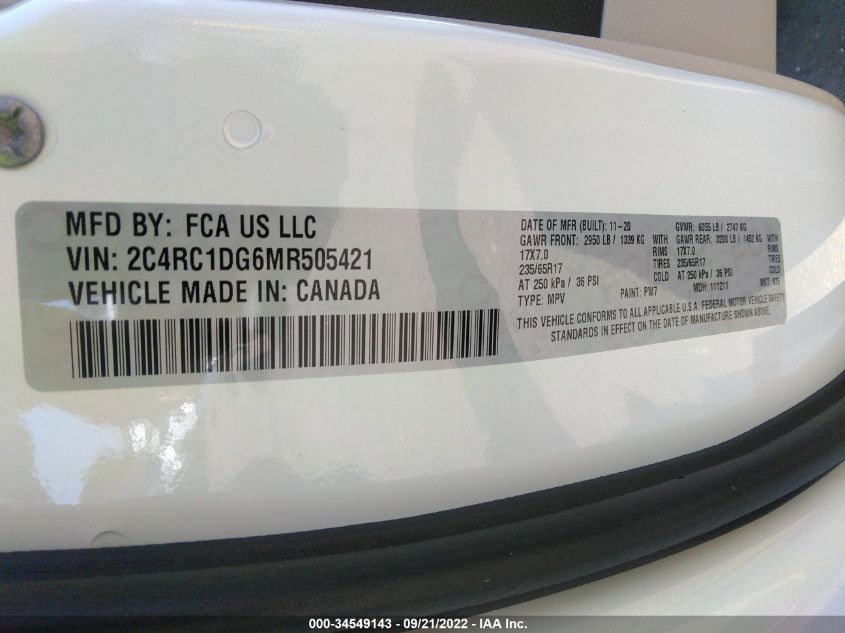 MFD BY: FCA US LLC
VIN: 2C4RC1DG6MR505421
VEHICLE MADE IN: CANADA
DATE OF MFR (BUILT): 11-20 GVWR: 6055 LB / 2747 KG
GAWR FRONT: 2950 LB / 1339 KG WITH GAWR REAR: 3200 LB / 1452 KG WITH
17X7.0 RIMS 17X7.0 RIMS
235/65R17 TIRES 235/65R17 TIRES
AT 250 kPa / 36 PSI COLD AT 250 kPa / 36 PSI COLD
TYPE: MPV PAINT: PW7 MDH: 111211 MKT:
THIS VEHICLE CONFORMS TO ALL APPLICABLE U.S.A. FEDERAL MOTOR VEHICLE SAFETY
STANDARDS IN EFFECT ON THE DATE OF MANUFACTURE SHOWN ABOVE.
000-34549143 - 09/21/2022 - IAA Inc.